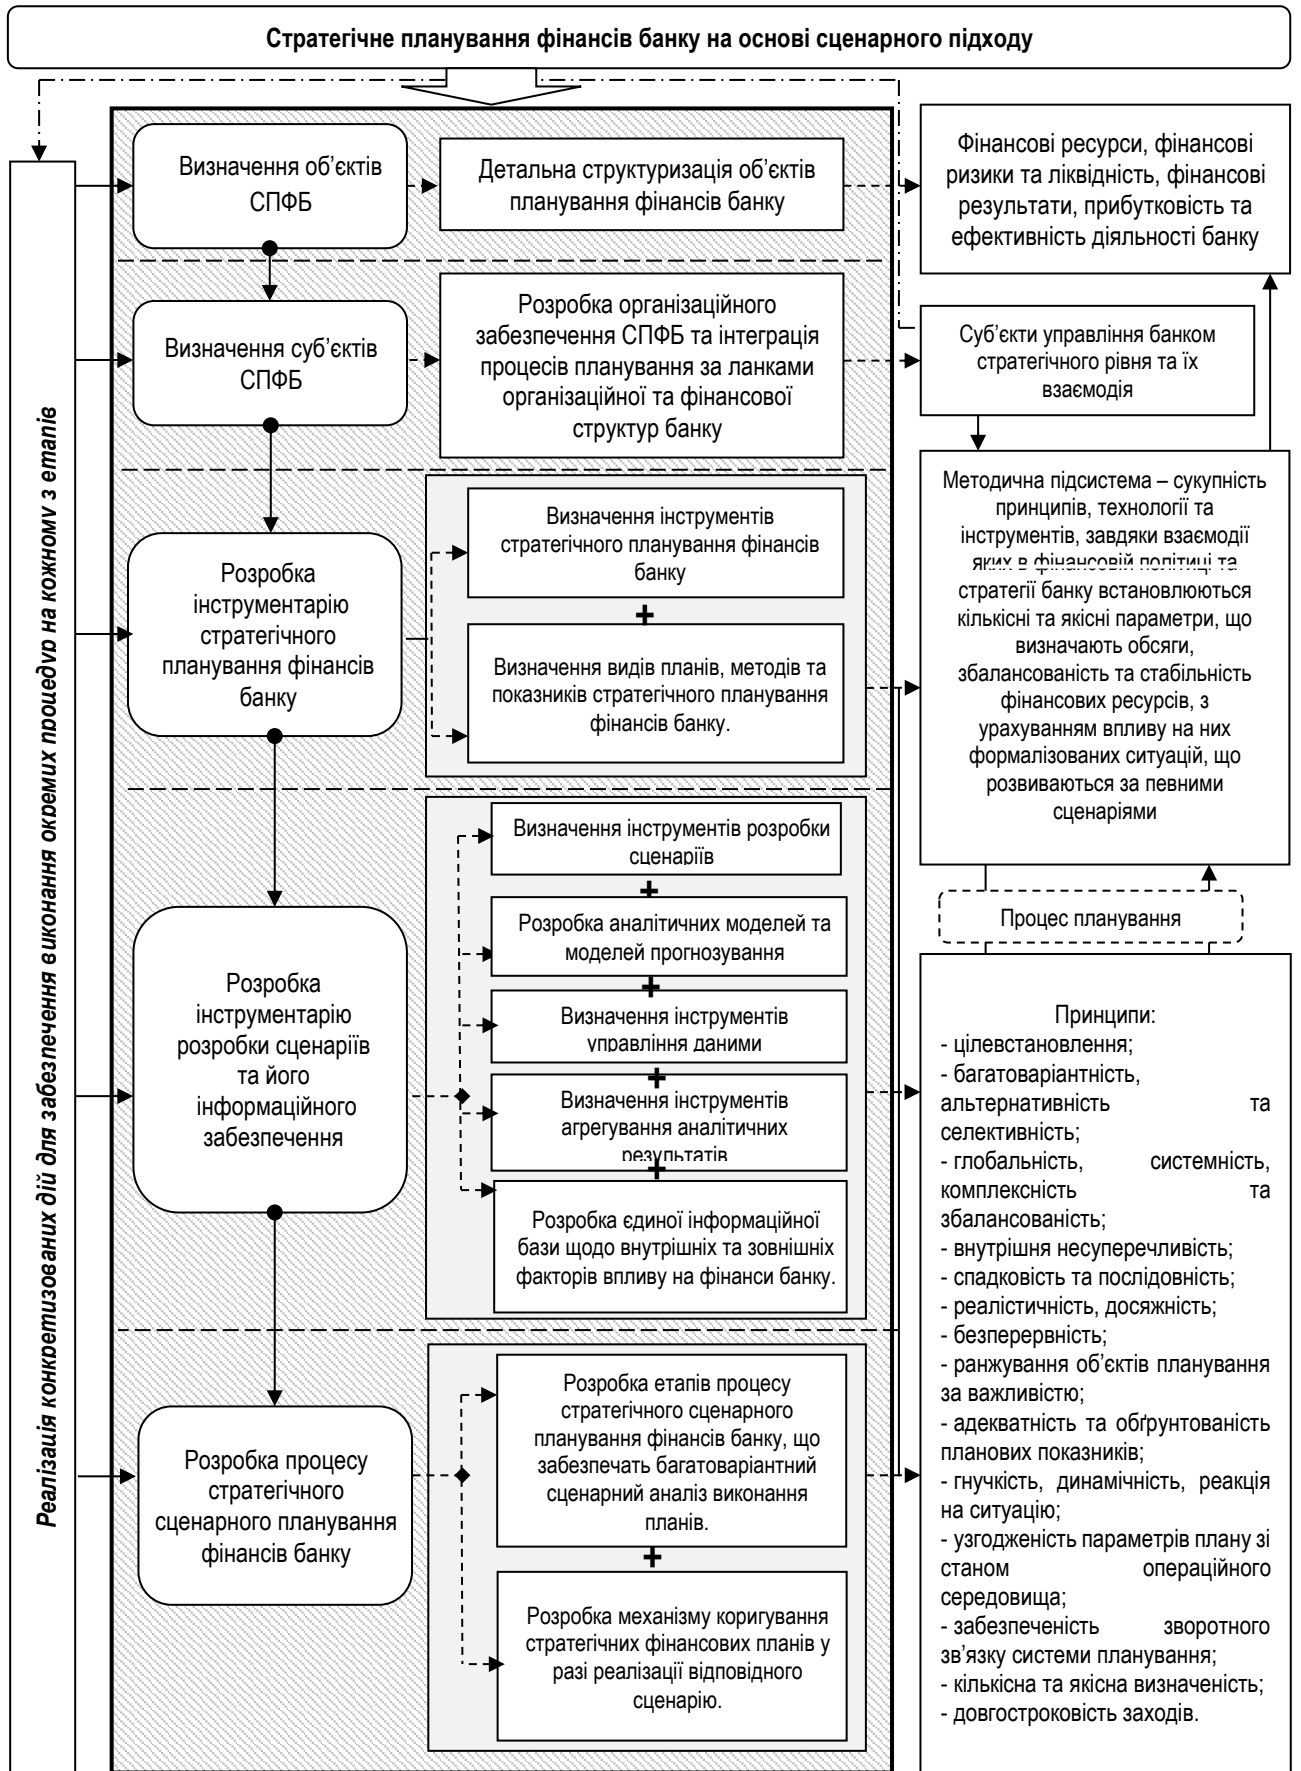 Стратегічне планування фінансів банку на основі сценарного підходу
Реалізація конкретизованих дій для забезпечення виконання окремих процедур на кожному з етапів
Визначення об’єктів
СПФБ
Детальна структуризація об’єктів
планування фінансів банку
Фінансові ресурси, фінансові
ризики та ліквідність, фінансові
результати, прибутковість та
ефективність діяльності банку
Визначення суб’єктів
СПФБ
Розробка організаційного
забезпечення СПФБ та інтеграція
процесів планування за ланками
організаційної та фінансової
структур банку
Суб’єкти управління банком
стратегічного рівня та їх
взаємодія
Розробка
інструментарію
стратегічного
планування фінансів
банку
Визначення інструментів
стратегічного планування фінансів
банку
+
Визначення видів планів, методів та
показників стратегічного планування
фінансів банку.
Методична підсистема – сукупність
принципів, технології та
інструментів, завдяки взаємодії
яких в фінансовій політиці та
стратегії банку встановлюються
кількісні та якісні параметри, що
визначають обсяги,
збалансованість та стабільність
фінансових ресурсів, з
урахуванням впливу на них
формалізованих ситуацій, що
розвиваються за певними
сценаріями
Розробка
інструментарію
розробки сценаріїв
та його
інформаційного
забезпечення
Визначення інструментів розробки
сценаріїв
+
Розробка аналітичних моделей та
моделей прогнозування
+
Визначення інструментів
управління даними
+
Визначення інструментів
агрегування аналітичних
результатів
+
Розробка єдиної інформаційної
бази щодо внутрішніх та зовнішніх
факторів впливу на фінанси банку.
Процес планування
Розробка процесу
стратегічного
сценарного планування
фінансів банку
Розробка етапів процесу
стратегічного сценарного
планування фінансів банку, що
забезпечать багатоваріантний
сценарний аналіз виконання
планів.
+
Розробка механізму коригування
стратегічних фінансових планів у
разі реалізації відповідного
сценарію.
Принципи:
- цілевстановлення;
- багатоваріантність,
альтернативність та
селективність;
- глобальність, системність,
комплексність та
збалансованість;
- внутрішня несуперечливість;
- спадковість та послідовність;
- реалістичність, досяжність;
- безперервність;
- ранжування об’єктів планування
за важливістю;
- адекватність та обґрунтованість
планових показників;
- гнучкість, динамічність, реакція
на ситуацію;
- узгодженість параметрів плану зі
станом операційного
середовища;
- забезпеченість зворотного
зв’язку системи планування;
- кількісна та якісна визначеність;
- довгостроковість заходів.